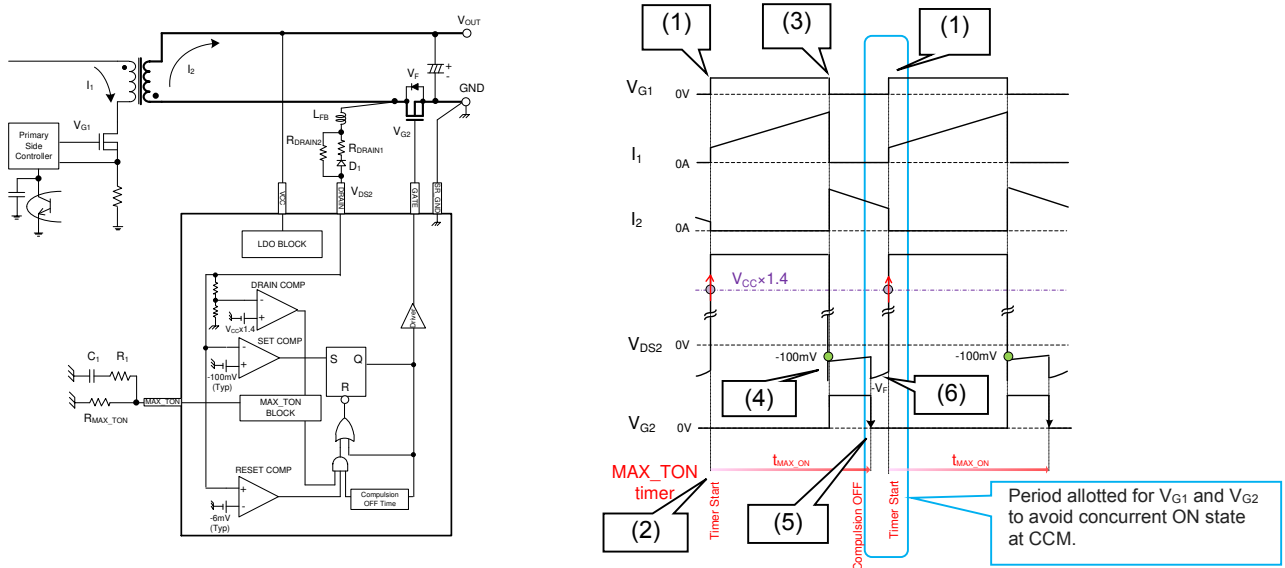 VOUT
I2
I1
VF
+
-
GND
LFB
VG1
VG2
Primary
Side
Controller
RDRAIN2
RDRAIN1
D1
VDS2
VCC
DRAIN
GATE
SR_GND
LDO BLOCK
DRAIN COMP
-
+
VCC×1.4
Driver
SET COMP
-
+
-100mV
(Typ)
S Q
R
C1 R1
MAX_TON
RMAX_TON
MAX_TON
BLOCK
RESET COMP
+
-
-6mV
(Typ)
Compulsion
OFF Time
(1) (3) (1)
VG1 0V
I1
0A
I2
0A
VCC×1.4
VDS2 0V
-100mV -100mV
(4) -VF (6)
VG2 0V
MAX_TON
timer
tMAX_ON tMAX_ON
Timer Start
Compulsion OFF
Timer Start
(2) (5)
Period allotted for VG1 and VG2
to avoid concurrent ON state
at CCM.